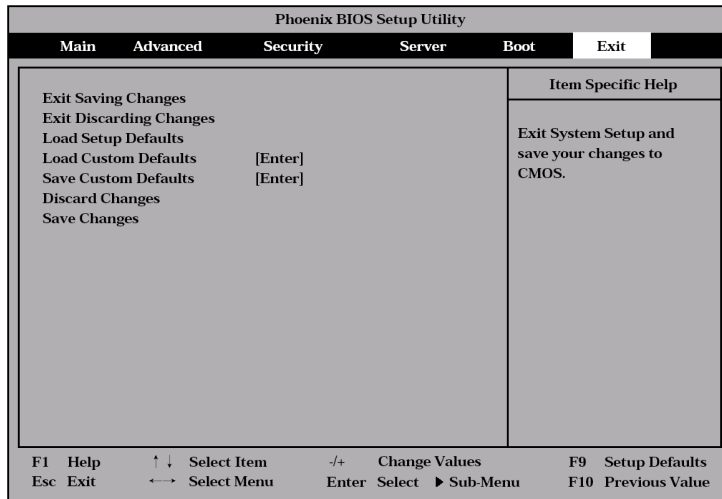 Phoenix BIOS Setup Utility
Main Advanced Security Server Boot Exit
Exit Saving Changes
Exit Discarding Changes
Load Setup Defaults
Load Custom Defaults [Enter]
Save Custom Defaults [Enter]
Discard Changes
Save Changes
Item Specific Help
Exit System Setup and
save your changes to
CMOS.
F1 Help ↑ ↓ Select Item -/+ Change Values F9 Setup Defaults
Esc Exit ←→ Select Menu Enter Select ▶ Sub-Menu F10 Previous Value